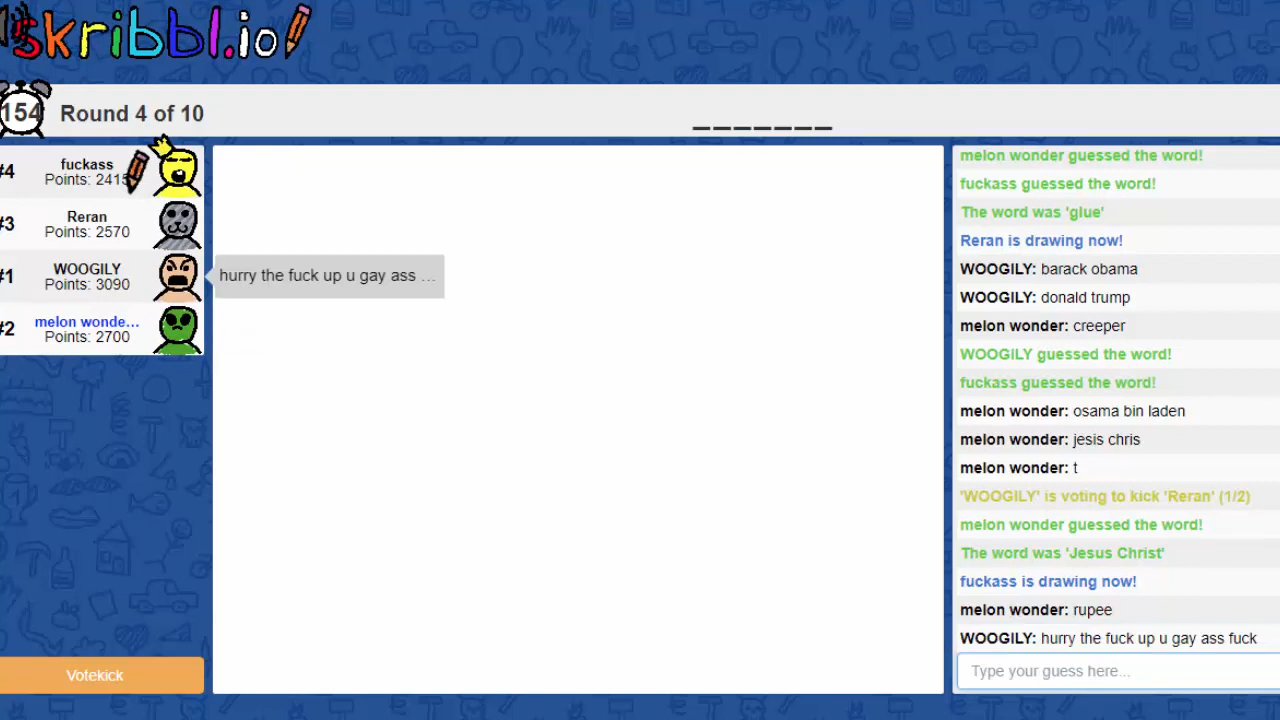 skribbl.io
154 Round 4 of 10 _______
#4 fuckass
Points: 2415
#3 Reran
Points: 2570
#1 WOOGILY
Points: 3090
hurry the fuck up u gay ass ...
#2 melon wonde...
Points: 2700
Votekick
melon wonder guessed the word!
fuckass guessed the word!
The word was 'glue'
Reran is drawing now!
WOOGILY: barack obama
WOOGILY: donald trump
melon wonder: creeper
WOOGILY guessed the word!
fuckass guessed the word!
melon wonder: osama bin laden
melon wonder: jesis chris
melon wonder: t
'WOOGILY' is voting to kick 'Reran' (1/2)
melon wonder guessed the word!
The word was 'Jesus Christ'
fuckass is drawing now!
melon wonder: rupee
WOOGILY: hurry the fuck up u gay ass fuck
Type your guess here...